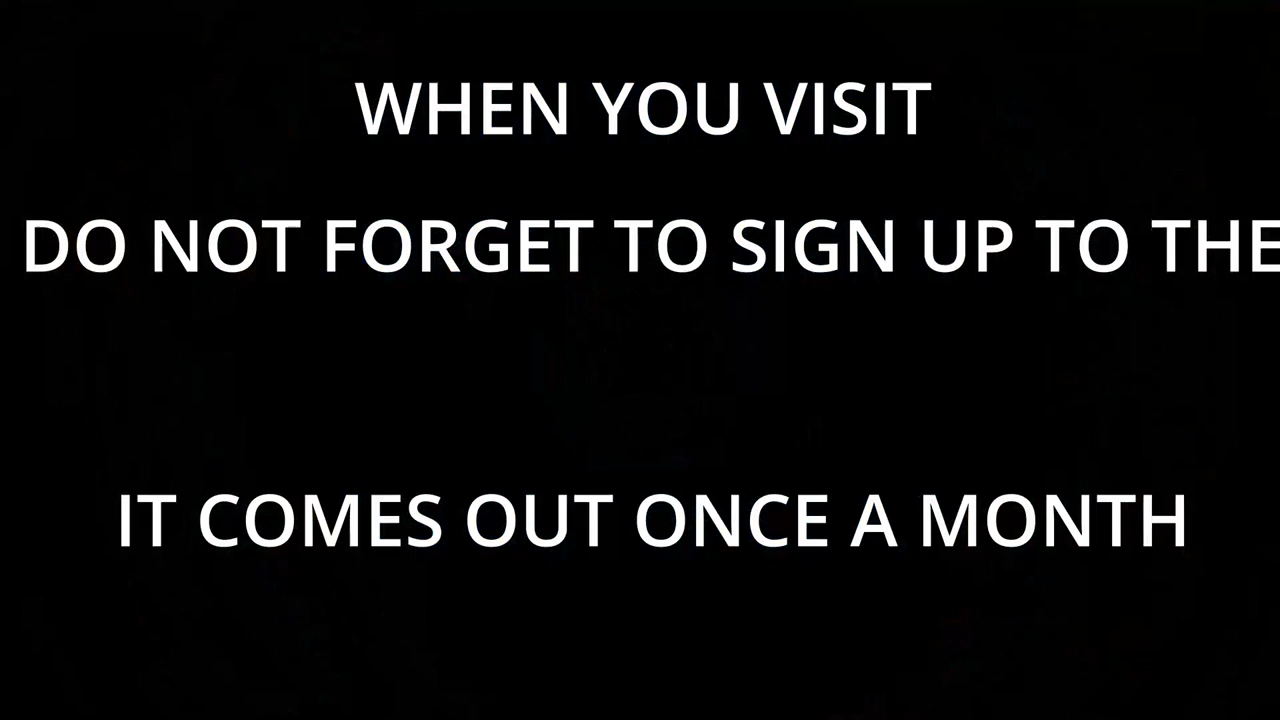 WHEN YOU VISIT
DO NOT FORGET TO SIGN UP TO THE
IT COMES OUT ONCE A MONTH